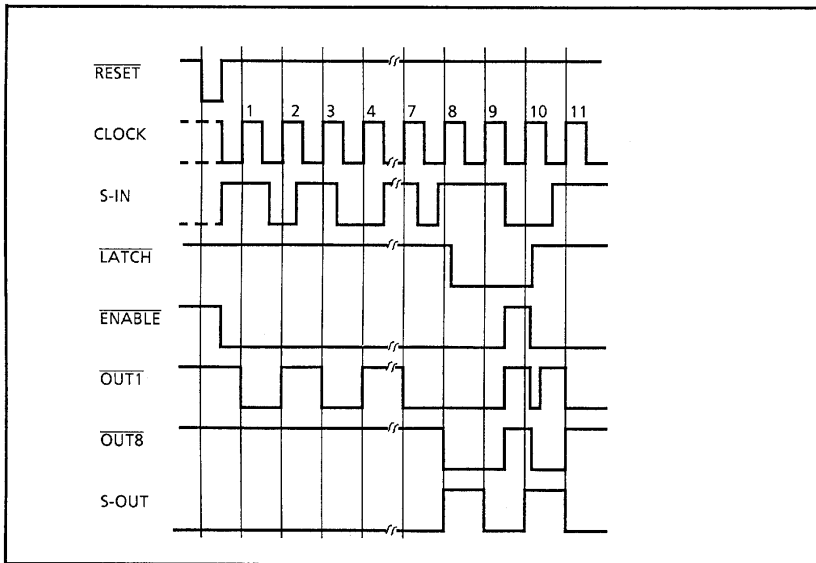 RESET
1 2 3 4 7 8 9 10 11
CLOCK
S-IN
LATCH
ENABLE
OUT1
OUT8
S-OUT